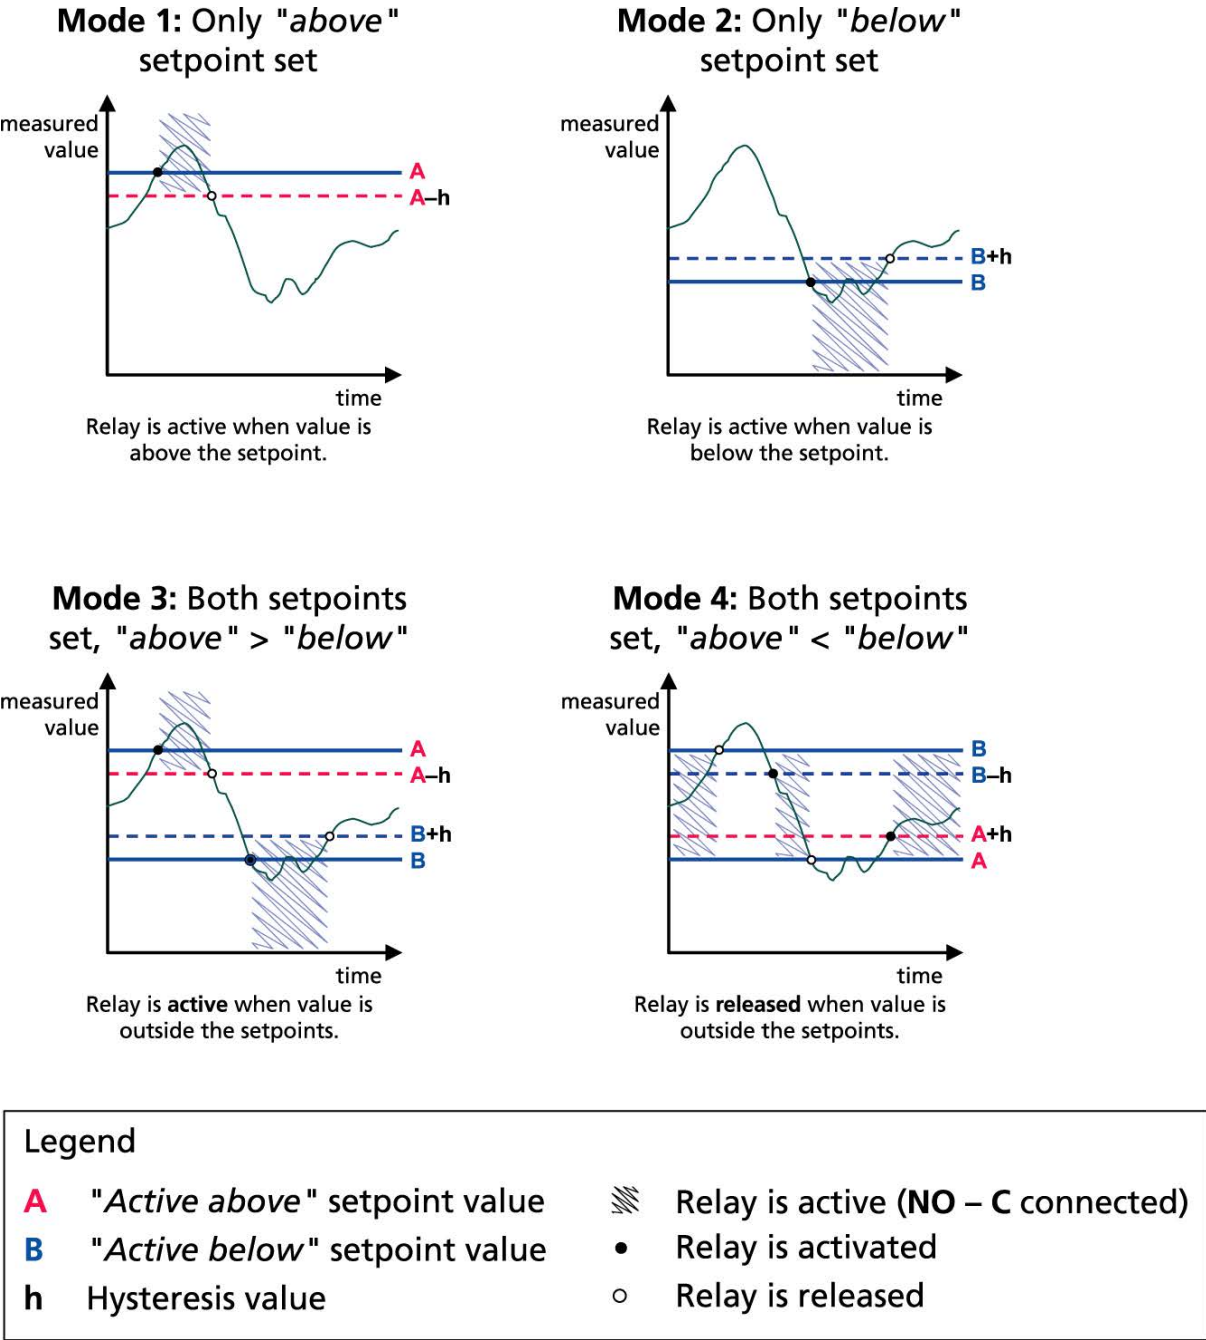 Mode 1: Only "above"
setpoint set
measured
value
A
A–h
time
Relay is active when value is
above the setpoint.
Mode 2: Only "below"
setpoint set
measured
value
B+h
B
time
Relay is active when value is
below the setpoint.
Mode 3: Both setpoints
set, "above" > "below"
measured
value
A
A–h
B+h
B
time
Relay is active when value is
outside the setpoints.
Mode 4: Both setpoints
set, "above" < "below"
measured
value
B
B–h
A+h
A
time
Relay is released when value is
outside the setpoints.
Legend
A "Active above" setpoint value
B "Active below" setpoint value
h Hysteresis value
Relay is active (NO – C connected)
Relay is activated
Relay is released